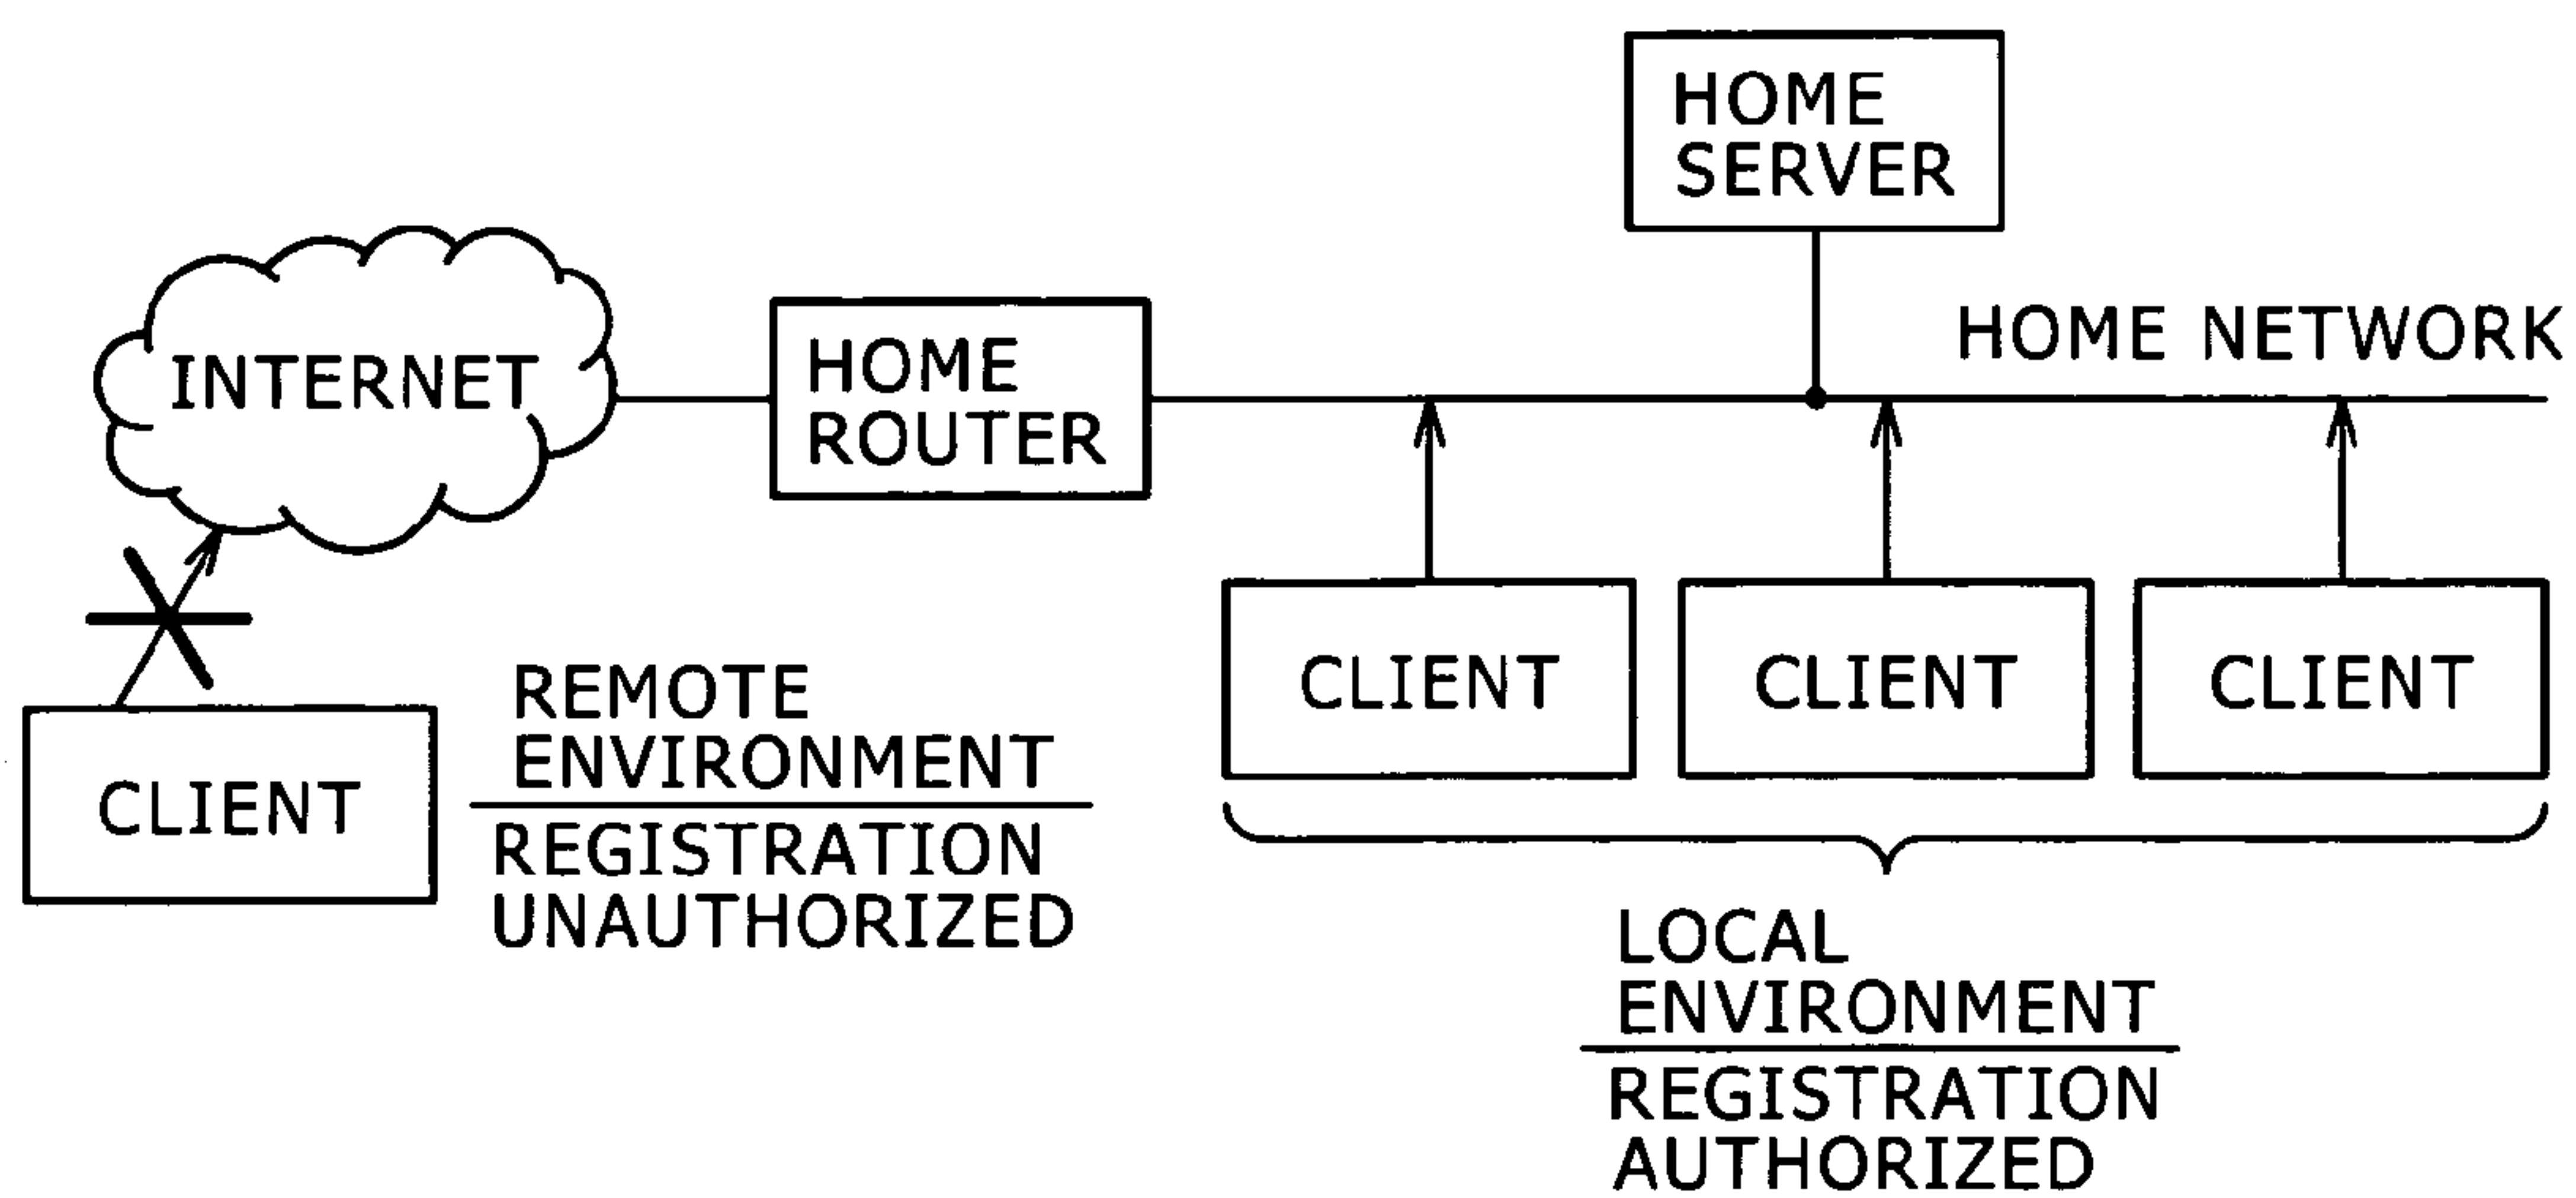 HOME
SERVER
HOME NETWORK
INTERNET
HOME
ROUTER
CLIENT
CLIENT
CLIENT
CLIENT
REMOTE
ENVIRONMENT
REGISTRATION
UNAUTHORIZED
LOCAL
ENVIRONMENT
REGISTRATION
AUTHORIZED